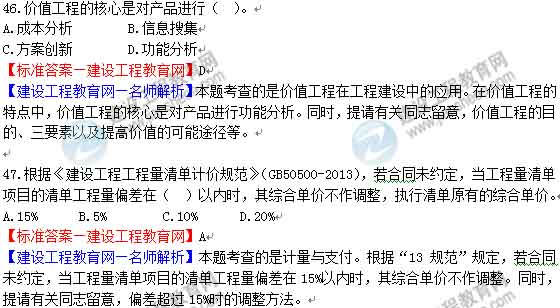 46.价值工程的核心是对产品进行（ ）。
A.成本分析 B.信息搜集
C.方案创新 D.功能分析
【标准答案—建设工程教育网】D
【建设工程教育网—名师解析】本题考查的是价值工程在工程建设中的应用。在价值工程的
特点中，价值工程的核心是对产品进行功能分析。同时，提请有关同志留意，价值工程的目
的、三要素以及提高价值的可能途径等。
47.根据《建设工程工程量清单计价规范》(GB50500-2013)，若合同未约定，当工程量清单
项目的清单工程量偏差在（ ）以内时，其综合单价不作调整，执行清单原有的综合单价。
A.15% B.5% C.10% D.20%
【标准答案—建设工程教育网】A
【建设工程教育网—名师解析】本题考查的是计量与支付。根据“13 规范”规定，若合同
未约定，当工程量清单项目的清单工程量偏差在 15%以内时，其综合单价不作调整。同时，
提请有关同志留意，偏差超过 15%时的调整方法。